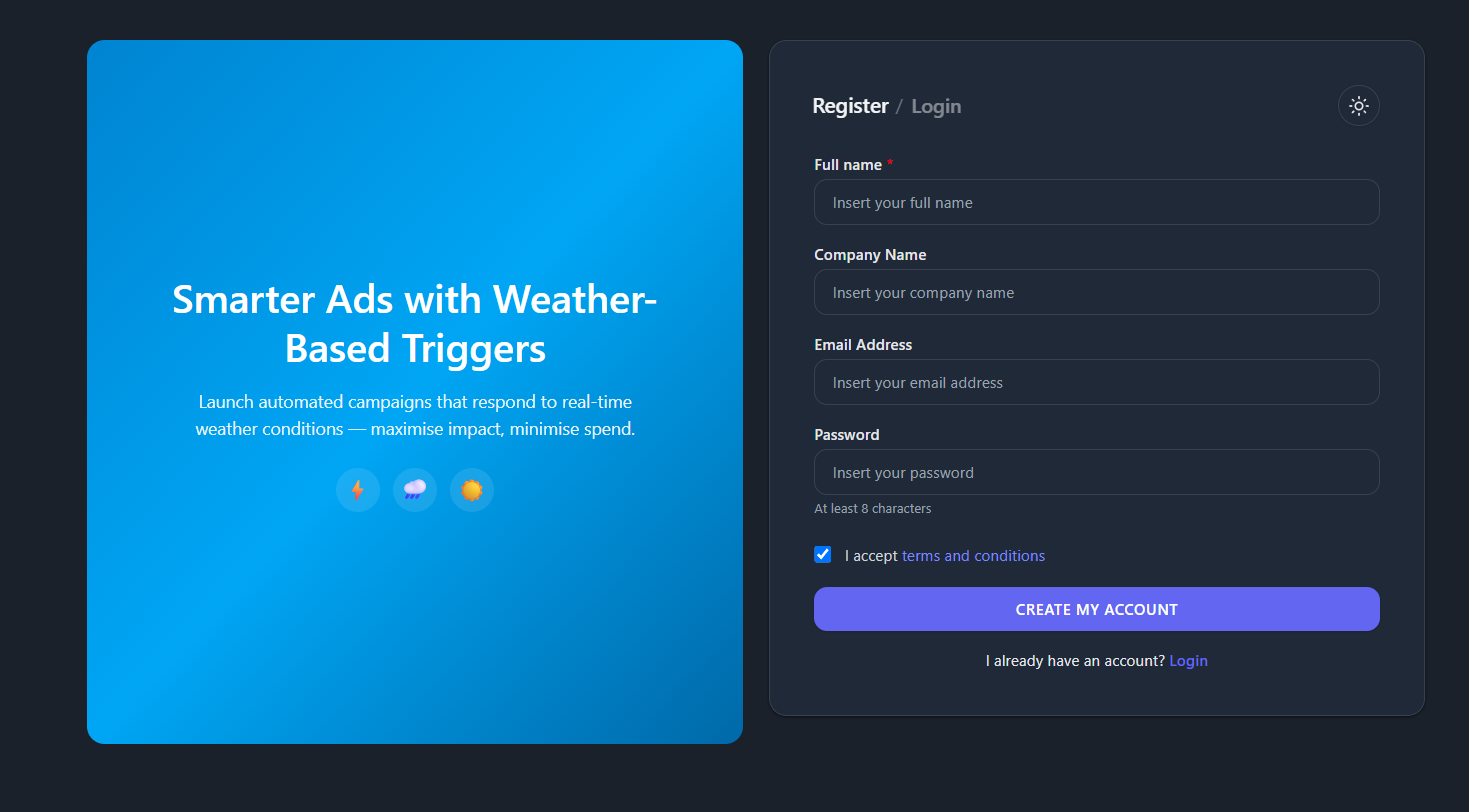 Smarter Ads with Weather-
Based Triggers
Launch automated campaigns that respond to real-time
weather conditions — maximise impact, minimise spend.
Register / Login
Full name *
Insert your full name
Company Name
Insert your company name
Email Address
Insert your email address
Password
Insert your password
At least 8 characters
I accept terms and conditions
CREATE MY ACCOUNT
I already have an account? Login